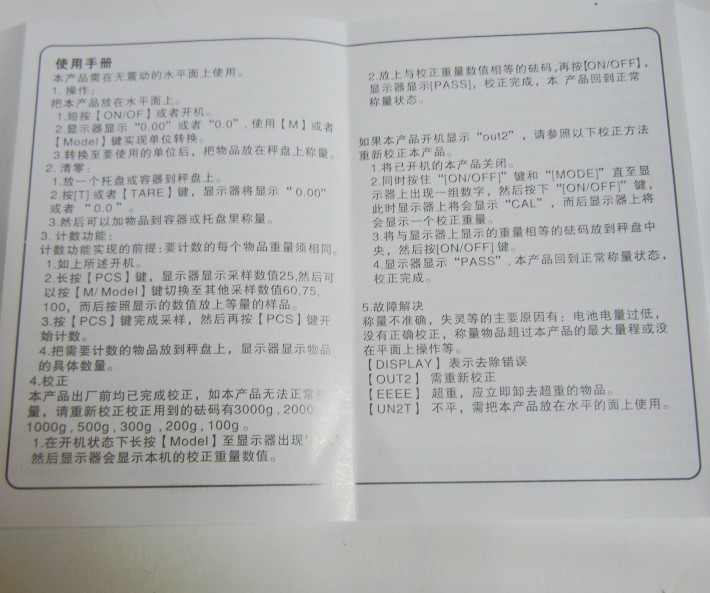 使用手册
本产品需在无震动的水平面上使用。
1. 操作:
把本产品放在水平面上。
1.短按【ON/OF】或者开机。
2.显示器显示“0.00”或者“0.0”.使用【M】或者
【Model】键实现单位转换。
3.转换至要使用的单位后，把物品放在秤盘上称量。
2. 清零:
1.放一个托盘或容器到秤盘上。
2.按[T] 或者【TARE】键，显示器将显示“0.00”
或者“0.0”。
3.然后可以加物品到容器或托盘里称量。
3. 计数功能:
计数功能实现的前提:要计数的每个物品重量须相同。
1.如上所述开机。
2.长按【PCS】键，显示器显示采样数值25,然后可
以按【M/Model】键切换至其他采样数值60,75,
100，而后按照显示的数值放上等量的样品。
3.按【PCS】键完成采样，然后再按【PCS】键开
始计数。
4.把需要计数的物品放到秤盘上，显示器显示物品
的具体数量。
4.校正
本产品出厂前均已完成校正，如本产品无法正常
量，请重新校正校正用到的砝码有3000g , 2000
1000g , 500g , 300g , 200g , 100g 。
1.在开机状态下长按【Model】至显示器出现
然后显示器会显示本机的校正重量数值。
2.放上与校正重量数值相等的砝码,再按[ON/OFF],
显示器显示[PASS]，校正完成，本 产品回到正常
称量状态。
如果本产品开机显示“out2”，请参照以下校正方法
重新校正本产品。
1.将已开机的本产品关闭。
2.同时按住“[ON/OFF]”键和“[MODE]”直至显
示器上出现一组数字，然后按下“[ON/OFF]”键，
此时显示器上将会显示“CAL”，而后显示器上将
会显示一个校正重量。
3.将与显示器上显示的重量相等的砝码放到秤盘中
央，然后按[ON/OFF] 键。
4.显示器显示“PASS”.本产品回到正常称量状态，
校正完成。
5.故障解决
称量不准确，失灵等的主要原因有: 电池电量过低，
没有正确校正，称量物品超过本产品的最大量程或没
在平面上操作等。
【DISPLAY】表示去除错误
【OUT2】 需重新校正
【EEEE】 超重，应立即卸去超重的物品。
【UN2T】 不平，需把本产品放在水平的面上使用。